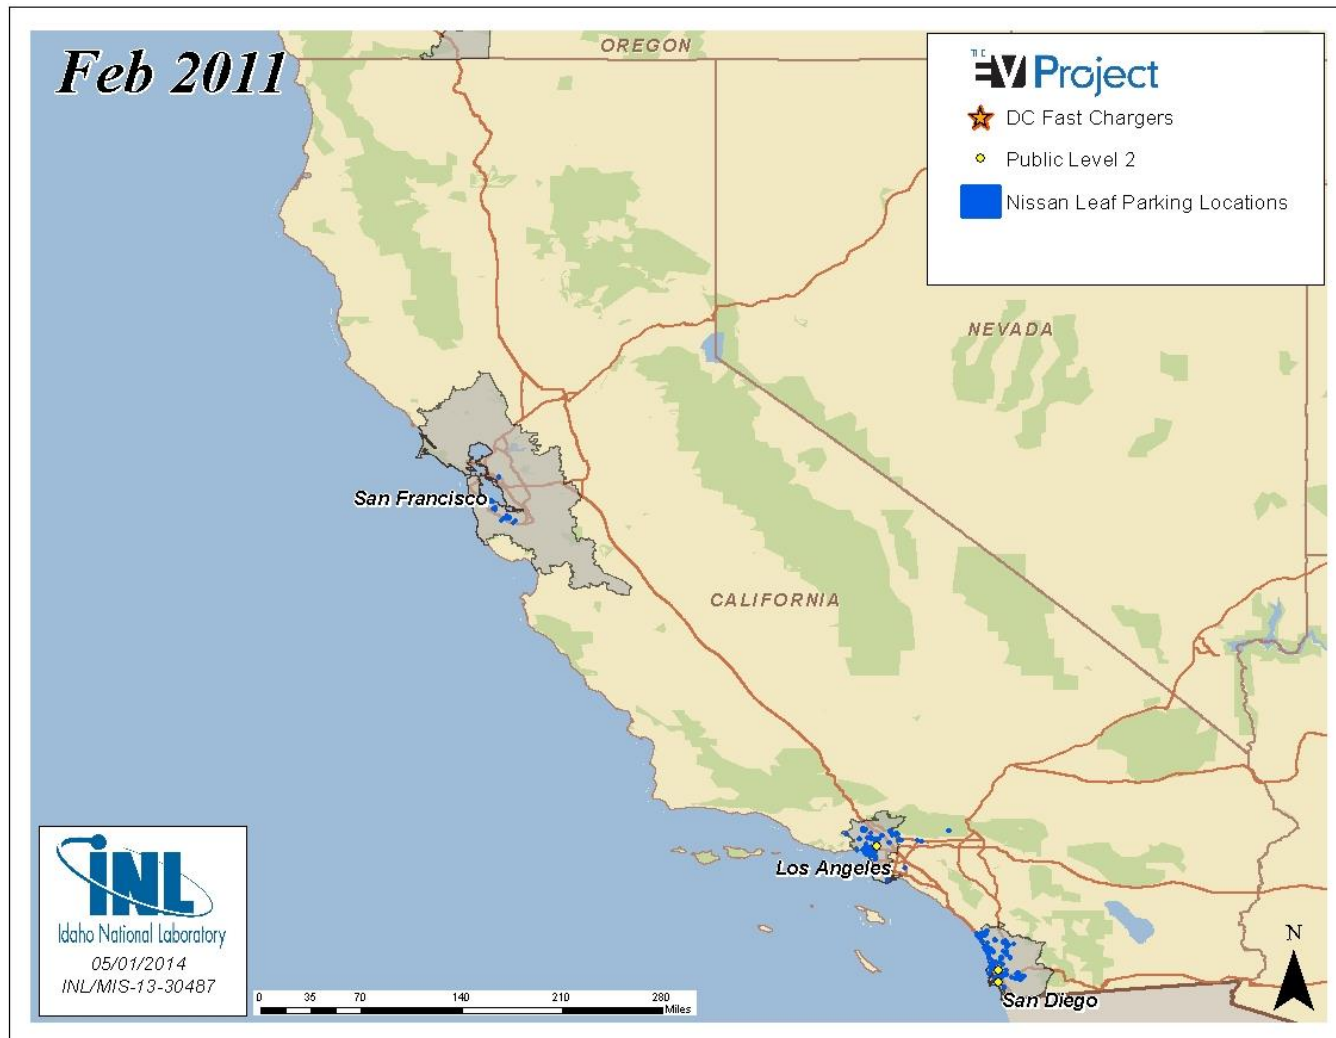 Feb 2011
OREGON
THE
EV Project
DC Fast Chargers
Public Level 2
Nissan Leaf Parking Locations
NEVADA
San Francisco
CALIFORNIA
Los Angeles
San Diego
INL
Idaho National Laboratory
05/01/2014
INL/MIS-13-30487
0 35 70 140 210 280
Miles
N